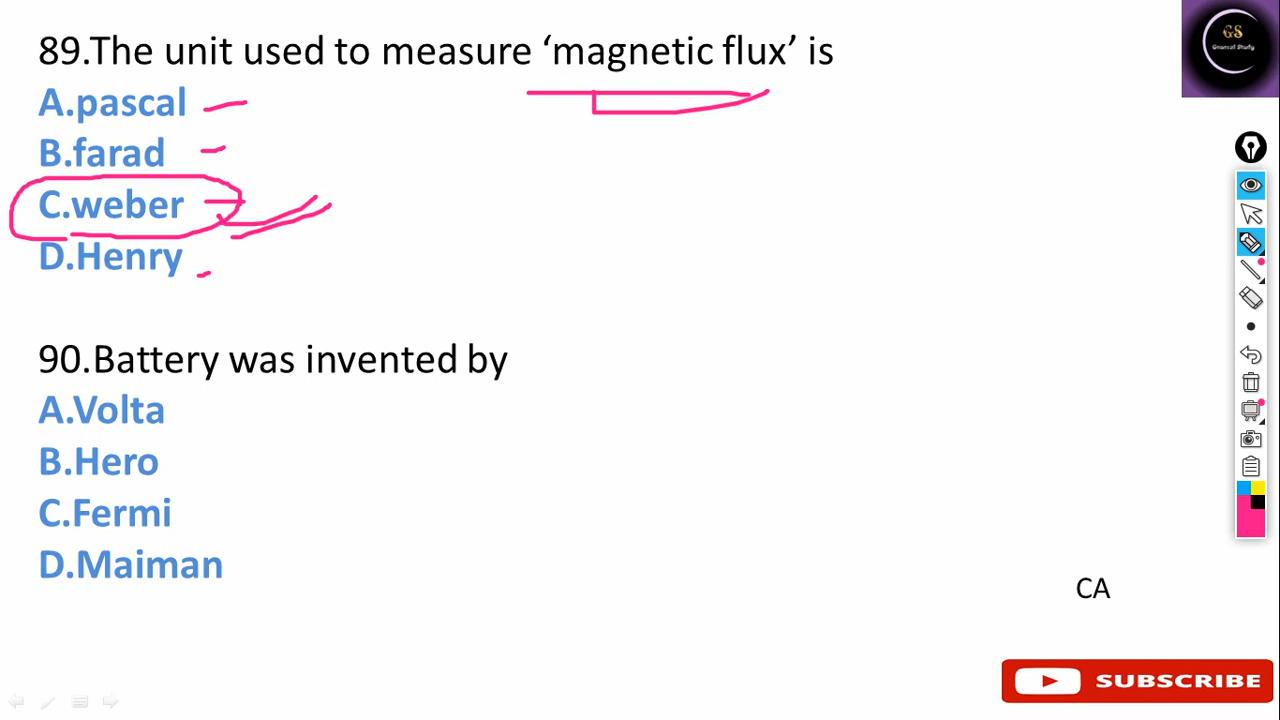 89.The unit used to measure ‘magnetic flux’ is
A.pascal
B.farad
C.weber
D.Henry
90.Battery was invented by
A.Volta
B.Hero
C.Fermi
D.Maiman
CA
SUBSCRIBE
GS